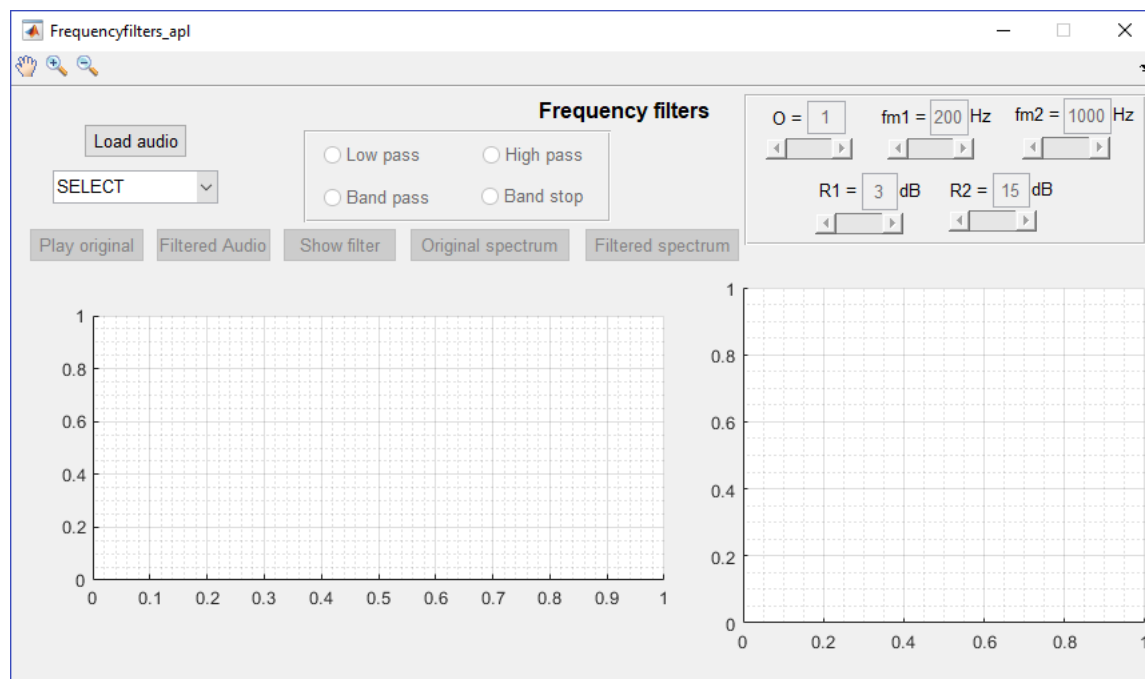 Frequencyfilters_apl
Frequency filters
Load audio
SELECT
Low pass
High pass
Band pass
Band stop
O = 1
fm1 = 200 Hz
fm2 = 1000 Hz
R1 = 3 dB
R2 = 15 dB
Play original
Filtered Audio
Show filter
Original spectrum
Filtered spectrum
1
0.8
0.6
0.4
0.2
0
0 0.1 0.2 0.3 0.4 0.5 0.6 0.7 0.8 0.9 1
1
0.8
0.6
0.4
0.2
0
0 0.2 0.4 0.6 0.8 1